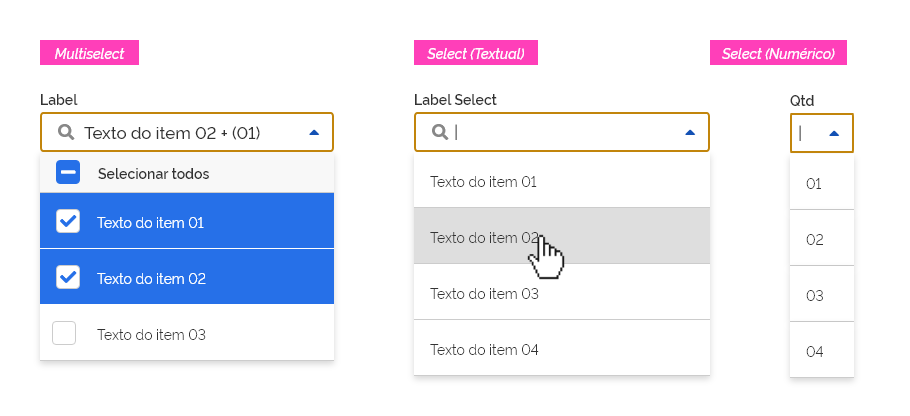 Multiselect
Label
Texto do item 02 + (01)
Selecionar todos
Texto do item 01
Texto do item 02
Texto do item 03
Select (Textual)
Label Select
Texto do item 01
Texto do item 02
Texto do item 03
Texto do item 04
Select (Numérico)
Qtd
01
02
03
04